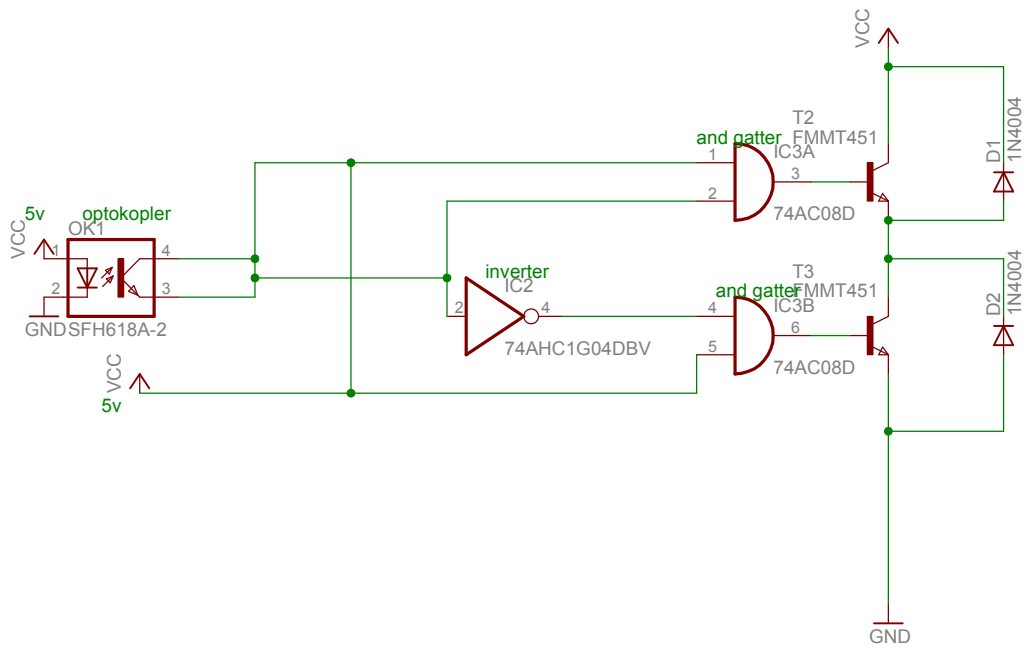 VCC
T2
and gatter
FMMT451
IC3A
1
2
3
74AC08D
D1
1N4004
5v
optokopler
OK1
VCC
1
2
4
3
GND
SFH618A-2
inverter
IC2
2
4
74AHC1G04DBV
T3
and gatter
FMMT451
IC3B
4
5
6
74AC08D
D2
1N4004
VCC
5v
GND